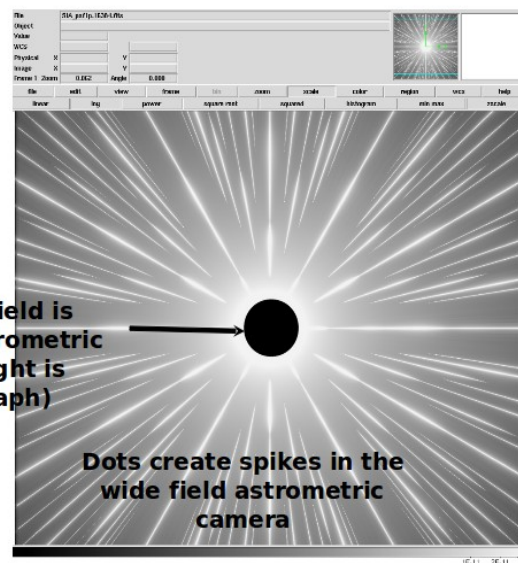 File
Object
Value
WCS
Physical X Y
Image X Y
Frame 1 Zoom 0.062 Angle 0.000
file edit view frame bin zoom scale color region wcs help
linear log power square root squared histogram min max zscale
ield is
rometric
ght is
aph)
Dots create spikes in the
wide field astrometric
camera